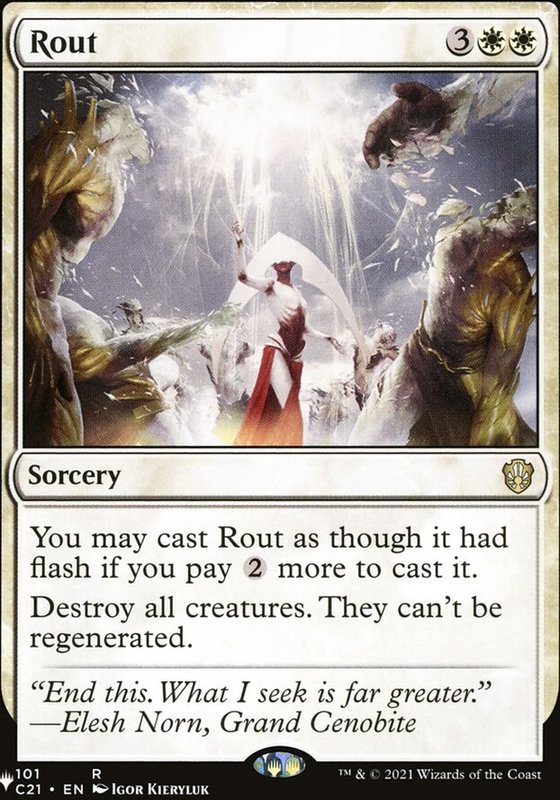 Rout 3
Sorcery
You may cast Rout as though it had
flash if you pay 2 more to cast it.
Destroy all creatures. They can't be
regenerated.
“End this. What I seek is far greater.”
—Elesh Norn, Grand Cenobite
101 R
C21 • EN Igor Kieryluk
™ & © 2021 Wizards of the Coast